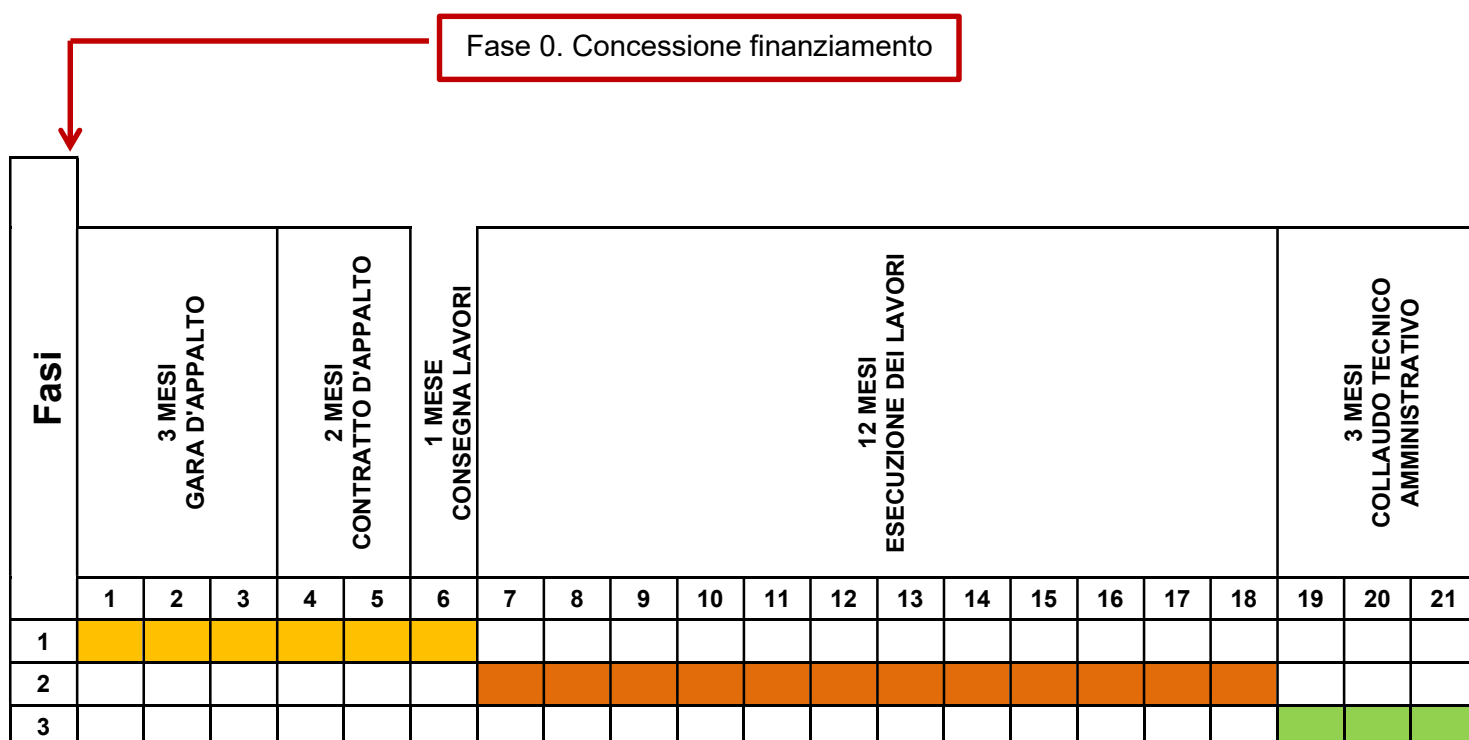 Fase 0. Concessione finanziamento
Fasi
3 MESI
GARA D'APPALTO
2 MESI
CONTRATTO D'APPALTO
1 MESE
CONSEGNA LAVORI
12 MESI
ESECUZIONE DEI LAVORI
3 MESI
COLLAUDO TECNICO
AMMINISTRATIVO
1 2 3 4 5 6 7 8 9 10 11 12 13 14 15 16 17 18 19 20 21
1
2
3